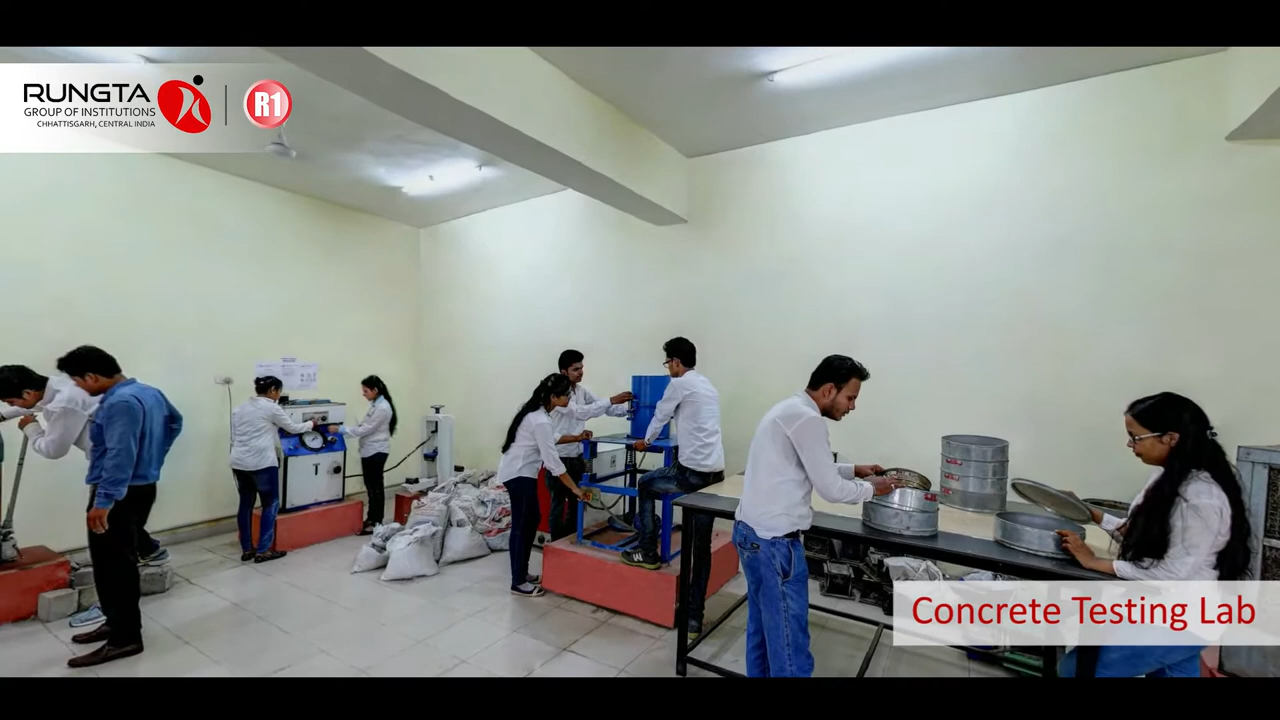 RUNGTA
GROUP OF INSTITUTIONS
CHHATTISGARH, CENTRAL INDIA
R1
Concrete Testing Lab